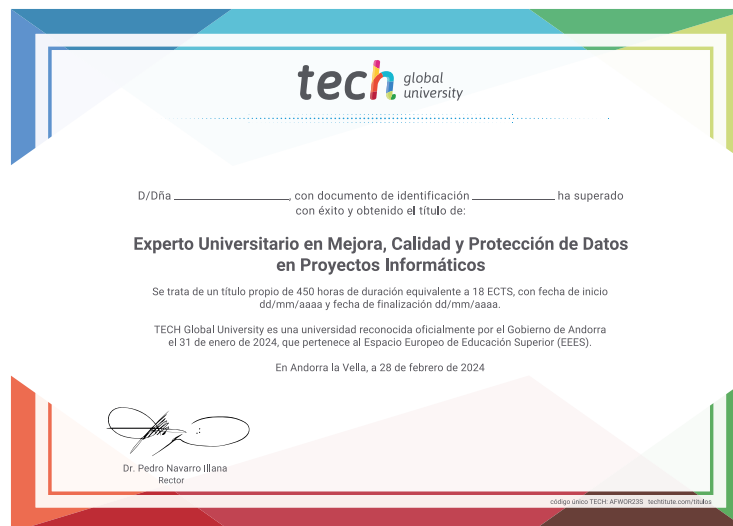 tech global university
D/Dña ____________________, con documento de identificación ______________ ha superado
con éxito y obtenido el título de:
Experto Universitario en Mejora, Calidad y Protección de Datos
en Proyectos Informáticos
Se trata de un título propio de 450 horas de duración equivalente a 18 ECTS, con fecha de inicio
dd/mm/aaaa y fecha de finalización dd/mm/aaaa.
TECH Global University es una universidad reconocida oficialmente por el Gobierno de Andorra
el 31 de enero de 2024, que pertenece al Espacio Europeo de Educación Superior (EEES).
En Andorra la Vella, a 28 de febrero de 2024
Dr. Pedro Navarro Illana
Rector
código único TECH: AFWOR23S techtitute.com/titulos